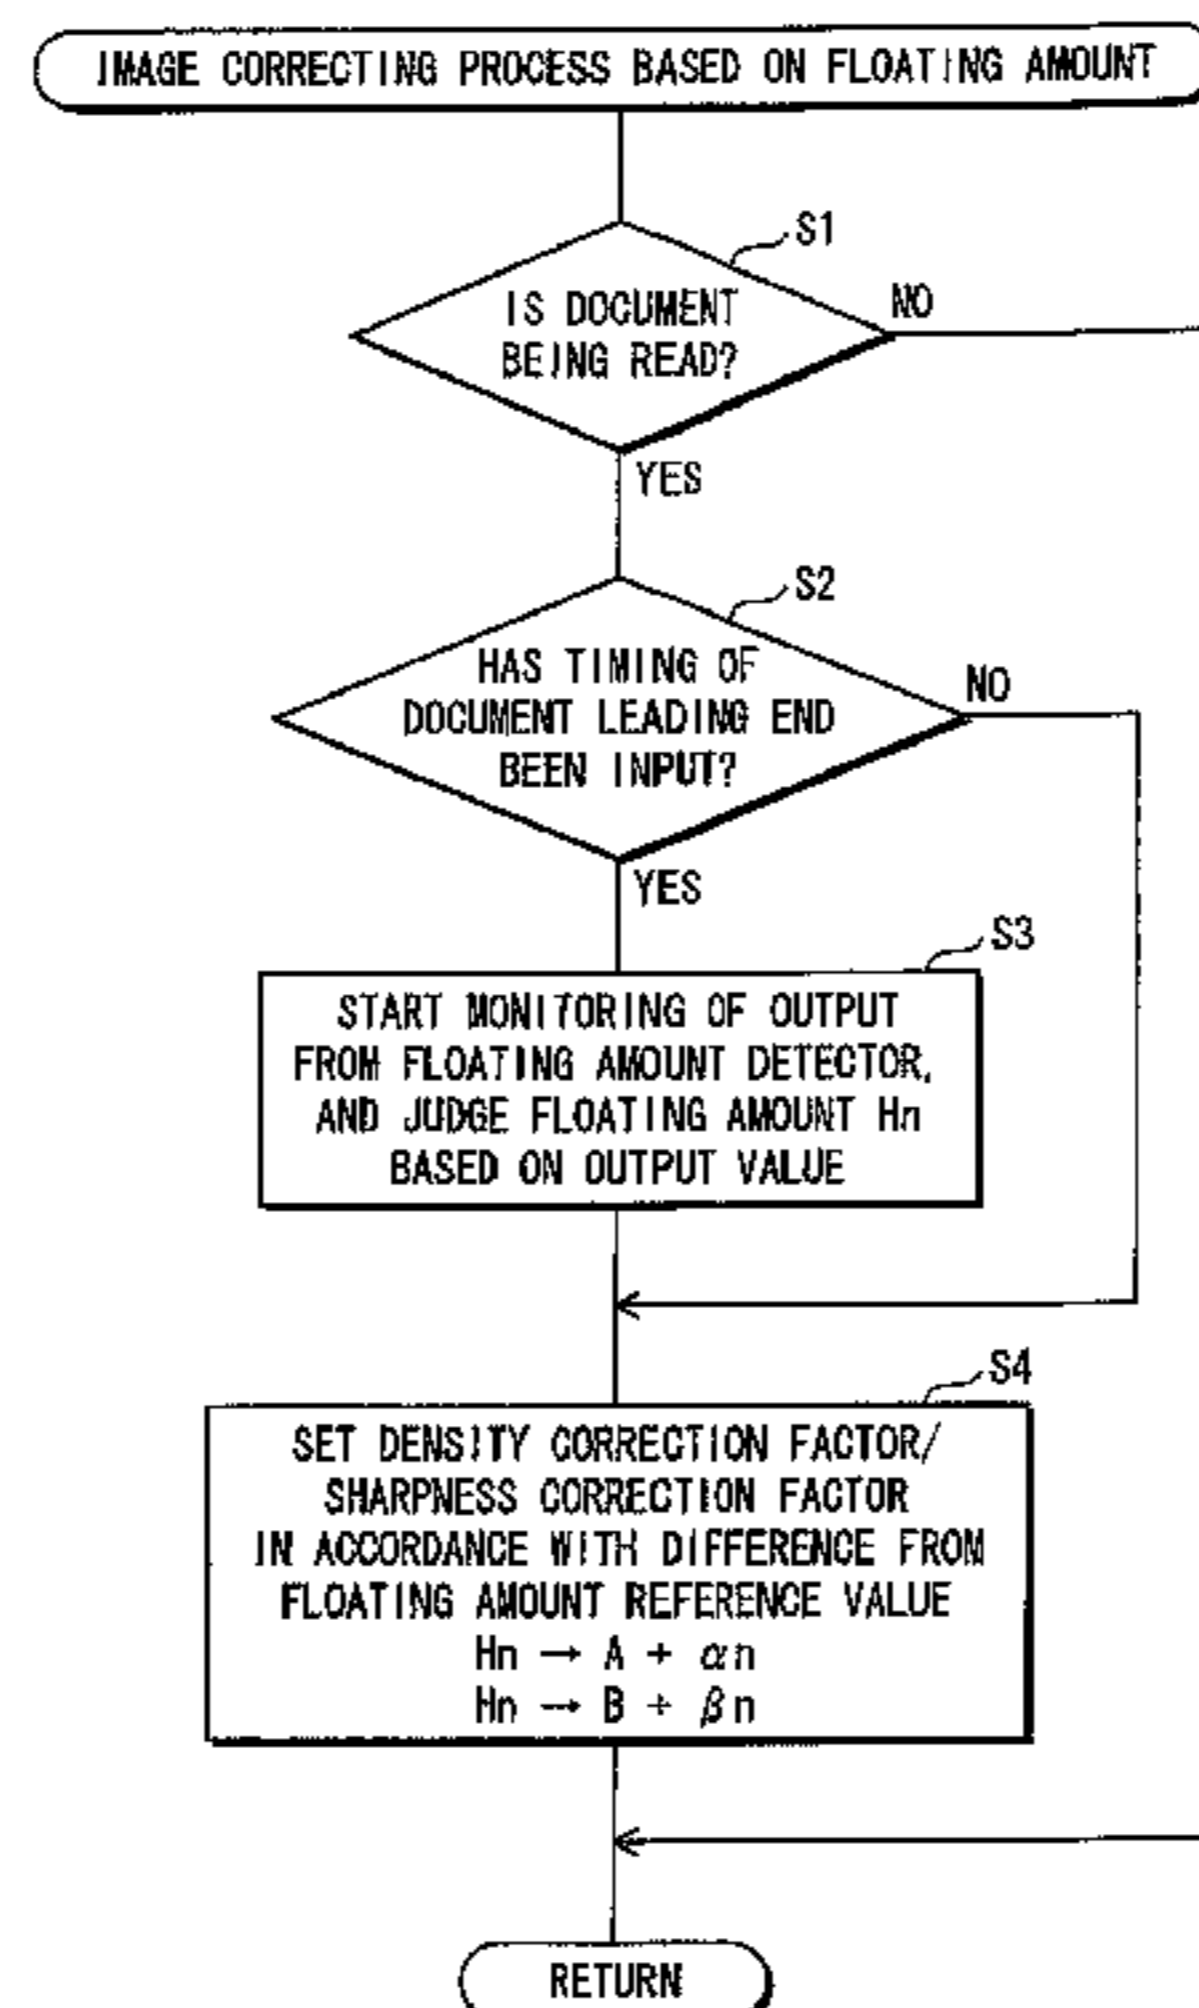 IMAGE CORRECTING PROCESS BASED ON FLOATING AMOUNT
S1
IS DOCUMENT
BEING READ?
NO
YES
S2
HAS TIMING OF
DOCUMENT LEADING END
BEEN INPUT?
NO
YES
S3
START MONITORING OF OUTPUT
FROM FLOATING AMOUNT DETECTOR,
AND JUDGE FLOATING AMOUNT Hn
BASED ON OUTPUT VALUE
S4
SET DENSITY CORRECTION FACTOR/
SHARPNESS CORRECTION FACTOR
IN ACCORDANCE WITH DIFFERENCE FROM
FLOATING AMOUNT REFERENCE VALUE
Hn → A + αn
Hn → B + βn
RETURN